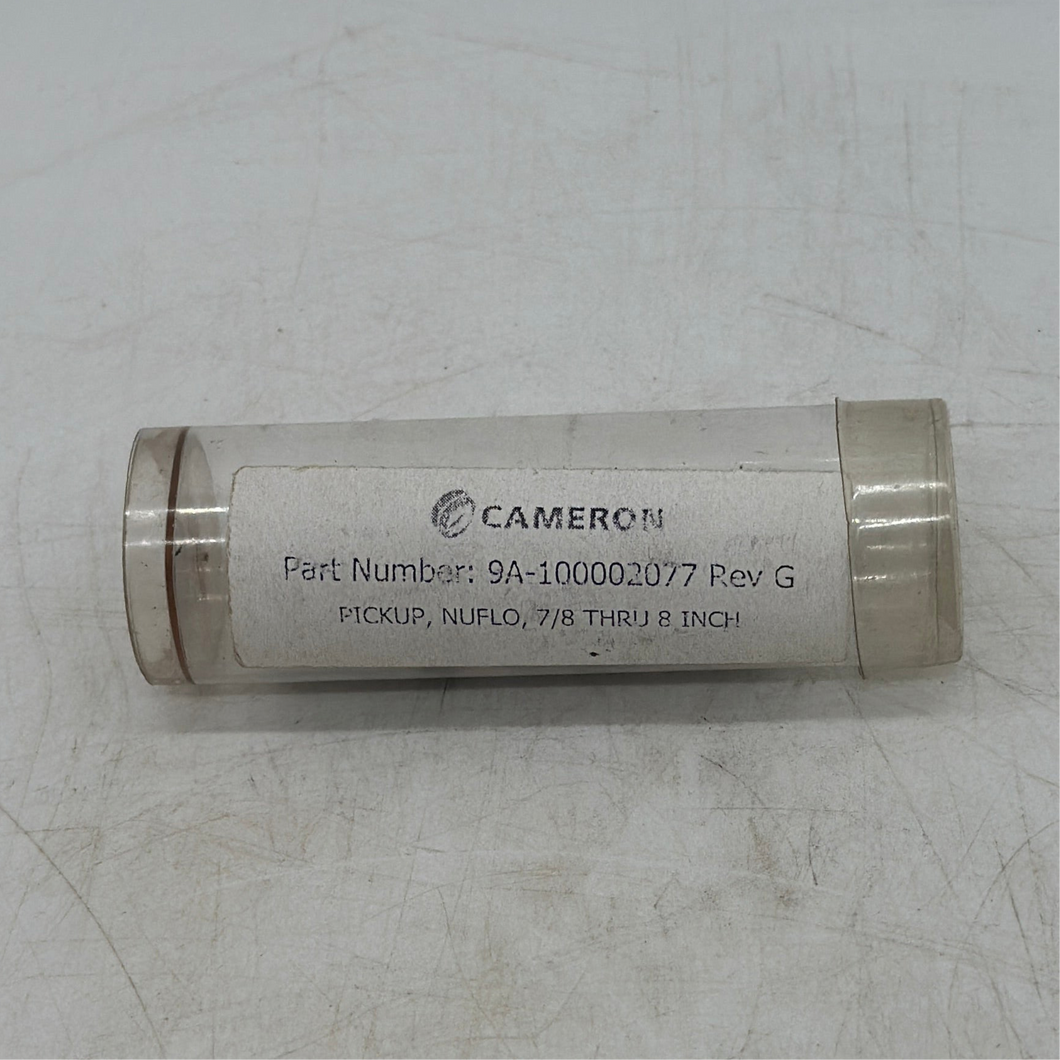 CAMERON
Part Number: 9A-100002077 Rev G
PICKUP, NUFLO, 7/8 THRU 8 INCH